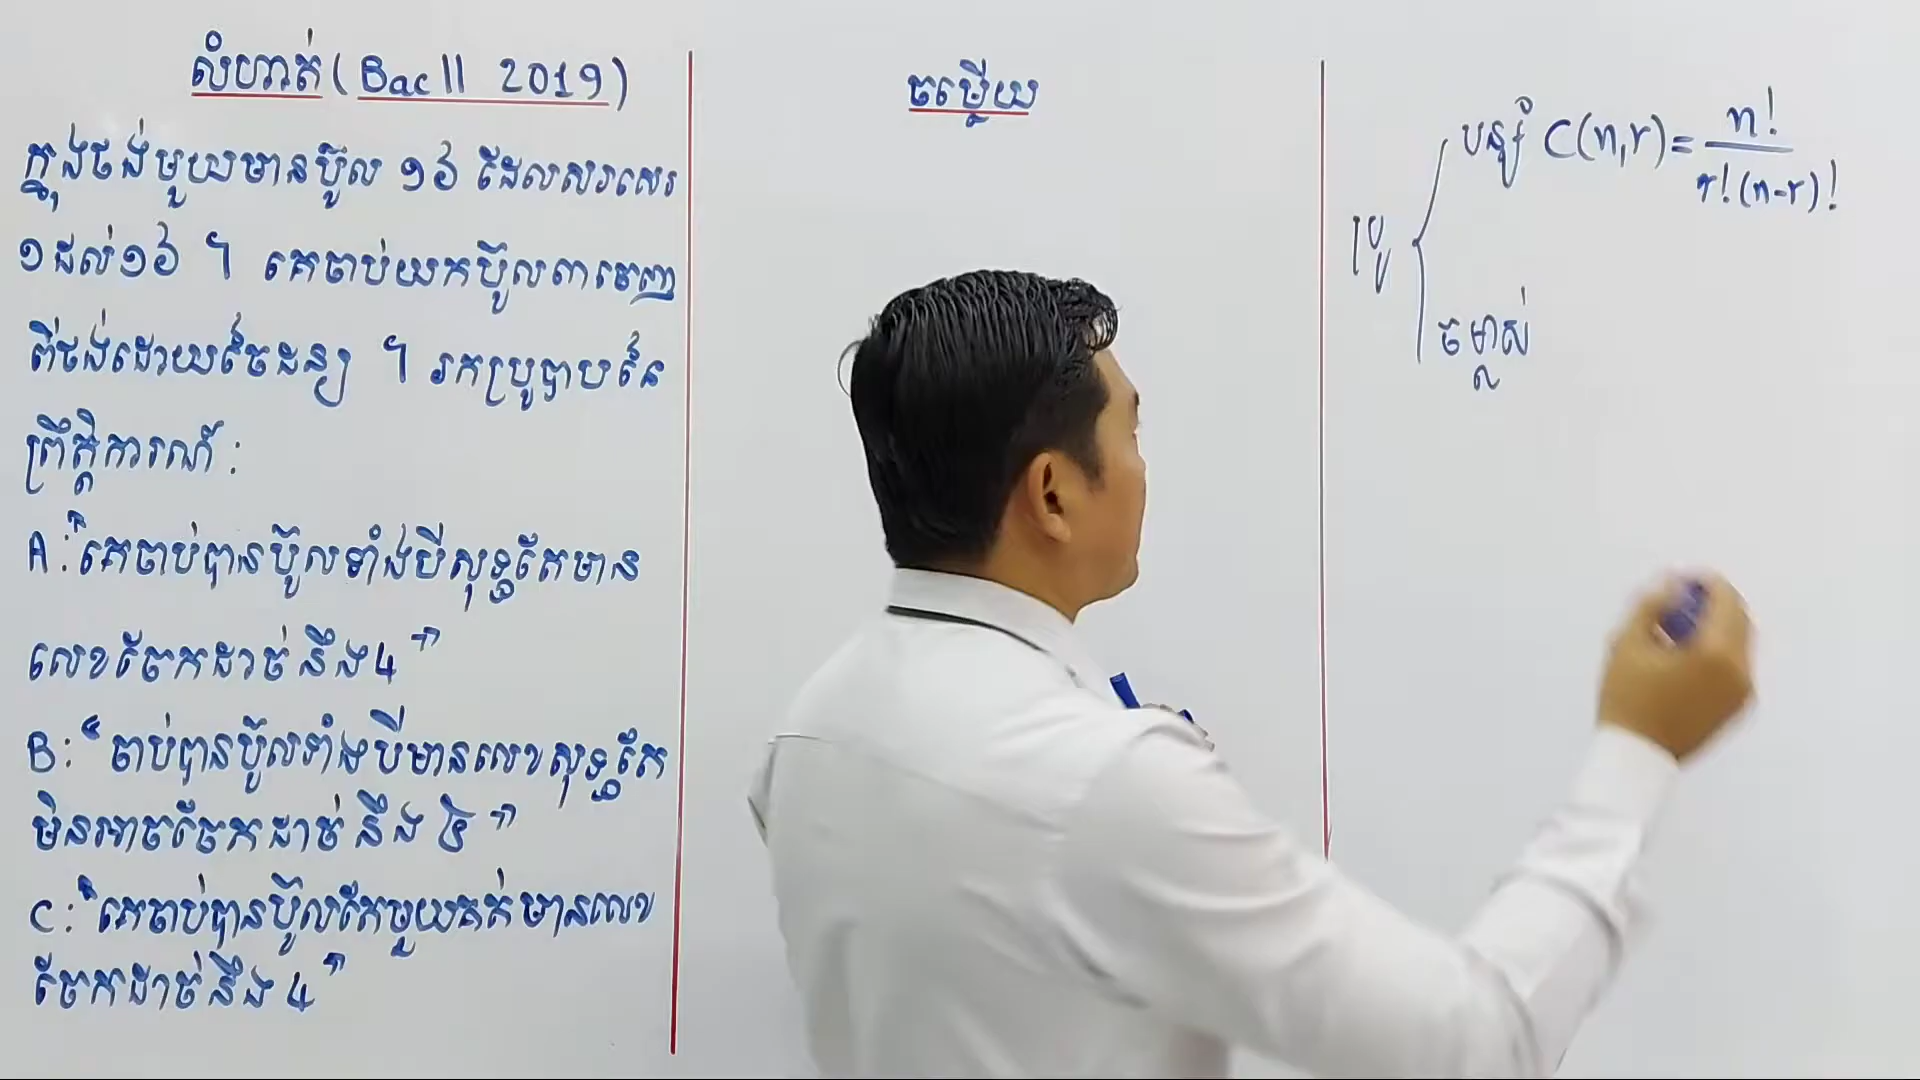 លំហាត់ (Bac II 2019)
ក្នុងថង់មួយមានប៊ូល ១៦ ដែលសរសេរ
១ដល់១៦ ។ គេចាប់យកប៊ូល៣ចេញ
ពីថង់ដោយចៃដន្យ ។ រកប្រូបាបនៃ
ព្រឹត្តិការណ៍ :
A : "គេចាប់បានប៊ូលទាំងបីសុទ្ធតែមាន
លេខចែកដាច់នឹង4"
B : "ចាប់បានប៊ូលទាំងបីមានលេខសុទ្ធតែ
មិនអាចចែកដាច់នឹង ៤"
C : "គេចាប់បានប៊ូលតែមួយគត់មានលេខ
ចែកដាច់នឹង 4"
ចម្លើយ
ប្រូ
បន្សំ C(n,r) = n! / r!(n-r)!
ចម្លាស់